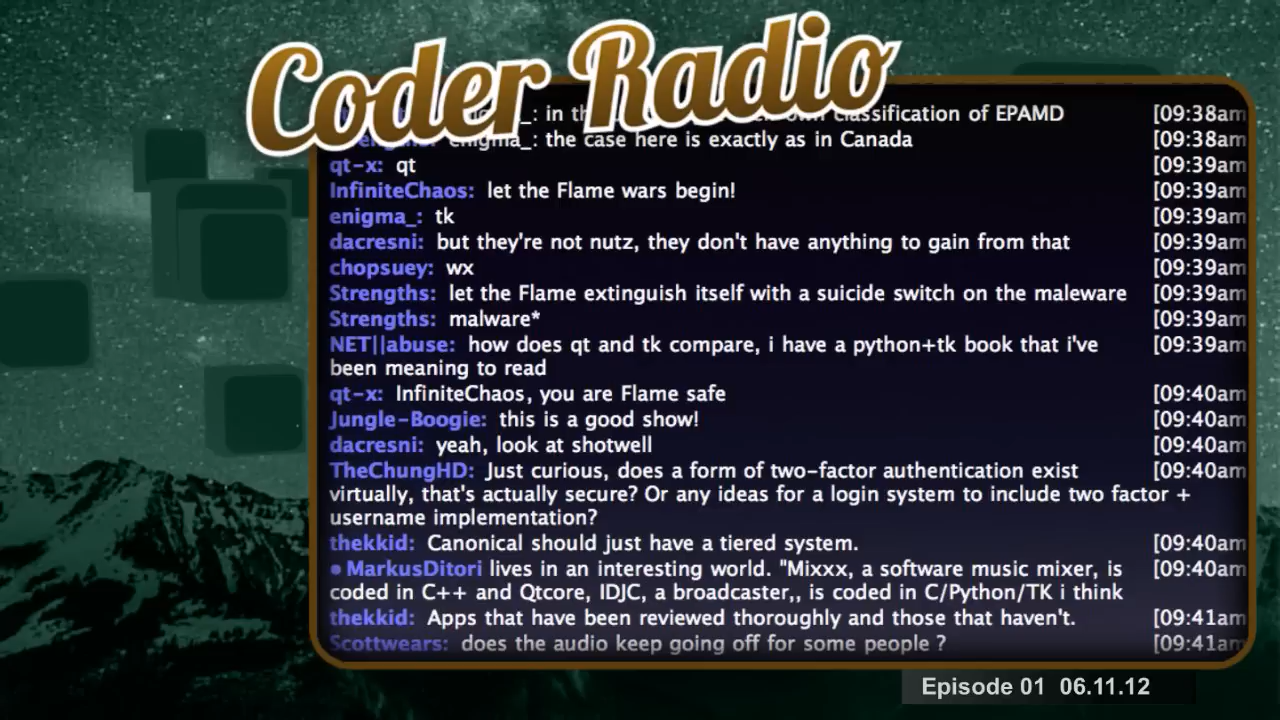 Coder Radio
_: in th classification of EPAMD [09:38am
enigma_: the case here is exactly as in Canada [09:38am
qt-x: qt [09:39am
InfiniteChaos: let the Flame wars begin! [09:39am
enigma_: tk [09:39am
dacresni: but they're not nutz, they don't have anything to gain from that [09:39am
chopsuey: wx [09:39am
Strengths: let the Flame extinguish itself with a suicide switch on the maleware [09:39am
Strengths: malware* [09:39am
NET||abuse: how does qt and tk compare, i have a python+tk book that i've [09:39am
been meaning to read
qt-x: InfiniteChaos, you are Flame safe [09:40am
Jungle-Boogie: this is a good show! [09:40am
dacresni: yeah, look at shotwell [09:40am
TheChungHD: Just curious, does a form of two-factor authentication exist [09:40am
virtually, that's actually secure? Or any ideas for a login system to include two factor +
username implementation?
thekkid: Canonical should just have a tiered system. [09:40am
• MarkusDitori lives in an interesting world. "Mixxx, a software music mixer, is [09:40am
coded in C++ and Qtcore, IDJC, a broadcaster,, is coded in C/Python/TK i think
thekkid: Apps that have been reviewed thoroughly and those that haven't. [09:41am
Scottwears: does the audio keep going off for some people ? [09:41am
Episode 01 06.11.12